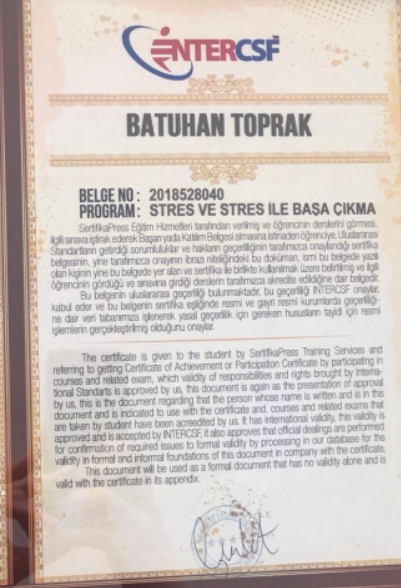 INTERCSF
BATUHAN TOPRAK
BELGE NO : 2018528040
PROGRAM : STRES VE STRES İLE BAŞA ÇIKMA
SertifikaPress Eğitim Hizmetleri tarafından verilmiş ve öğrencinin derslerini görmesi,
ilgili sınava iştirak ederek Başarı yada Katılım Belgesi almasına istinaden öğrenciye, Uluslararası
Standartların getirdiği sorumluluklar ve hakların geçerliliğinin tarafımızca onaylandığı sertifika
belgesinin, yine tarafımızın onayının ibrazı niteliğindeki bu doküman, ismi bu belgede yazılı
olan kişinin yine bu belgede yer alan ve sertifika ile birlikte kullanılmak üzere belirtilmiş ve ilgili
öğrencinin gördüğü ve sınavına girdiği derslerin tarafımızca akredite edildiğine dair belgedir.
Bu belgenin uluslararası geçerliliği bulunmaktadır, bu geçerliliği INTERCSF onaylar,
kabul eder ve bu belgenin sertifika eşliğinde resmi ve gayri resmi kurumlarda geçerliliği-
ne dair veri tabanımıza işlenerek yasal geçerlilik için gereken hususların tayidi için resmi
işlemlerin gerçekleştirilmiş olduğunu onaylar.
The certificate is given to the student by SertifikaPress Training Services and
referring to getting Certificate of Achievement or Participation Certificate by participating in
courses and related exam, which validity of responsibilities and rights brought by Interna-
tional Standarts is approved by us, this document is again as the presentation of approval
by us, this is the document regarding that the person whose name is written and is in this
document and is indicated to use with the certificate and, courses and related exams that
are taken by student have been acreedited by us. It has international validity, this validity is
approved and is accepted by INTERCSF, it also approves that official dealings are performed
for confirmation of required issues to formal validity by processing in our database for the
validity in formal and informal foundations of this document in company with the certificate.
This document will be used as a formal document that has no validity alone and is
valid with the certificate in its appendix.